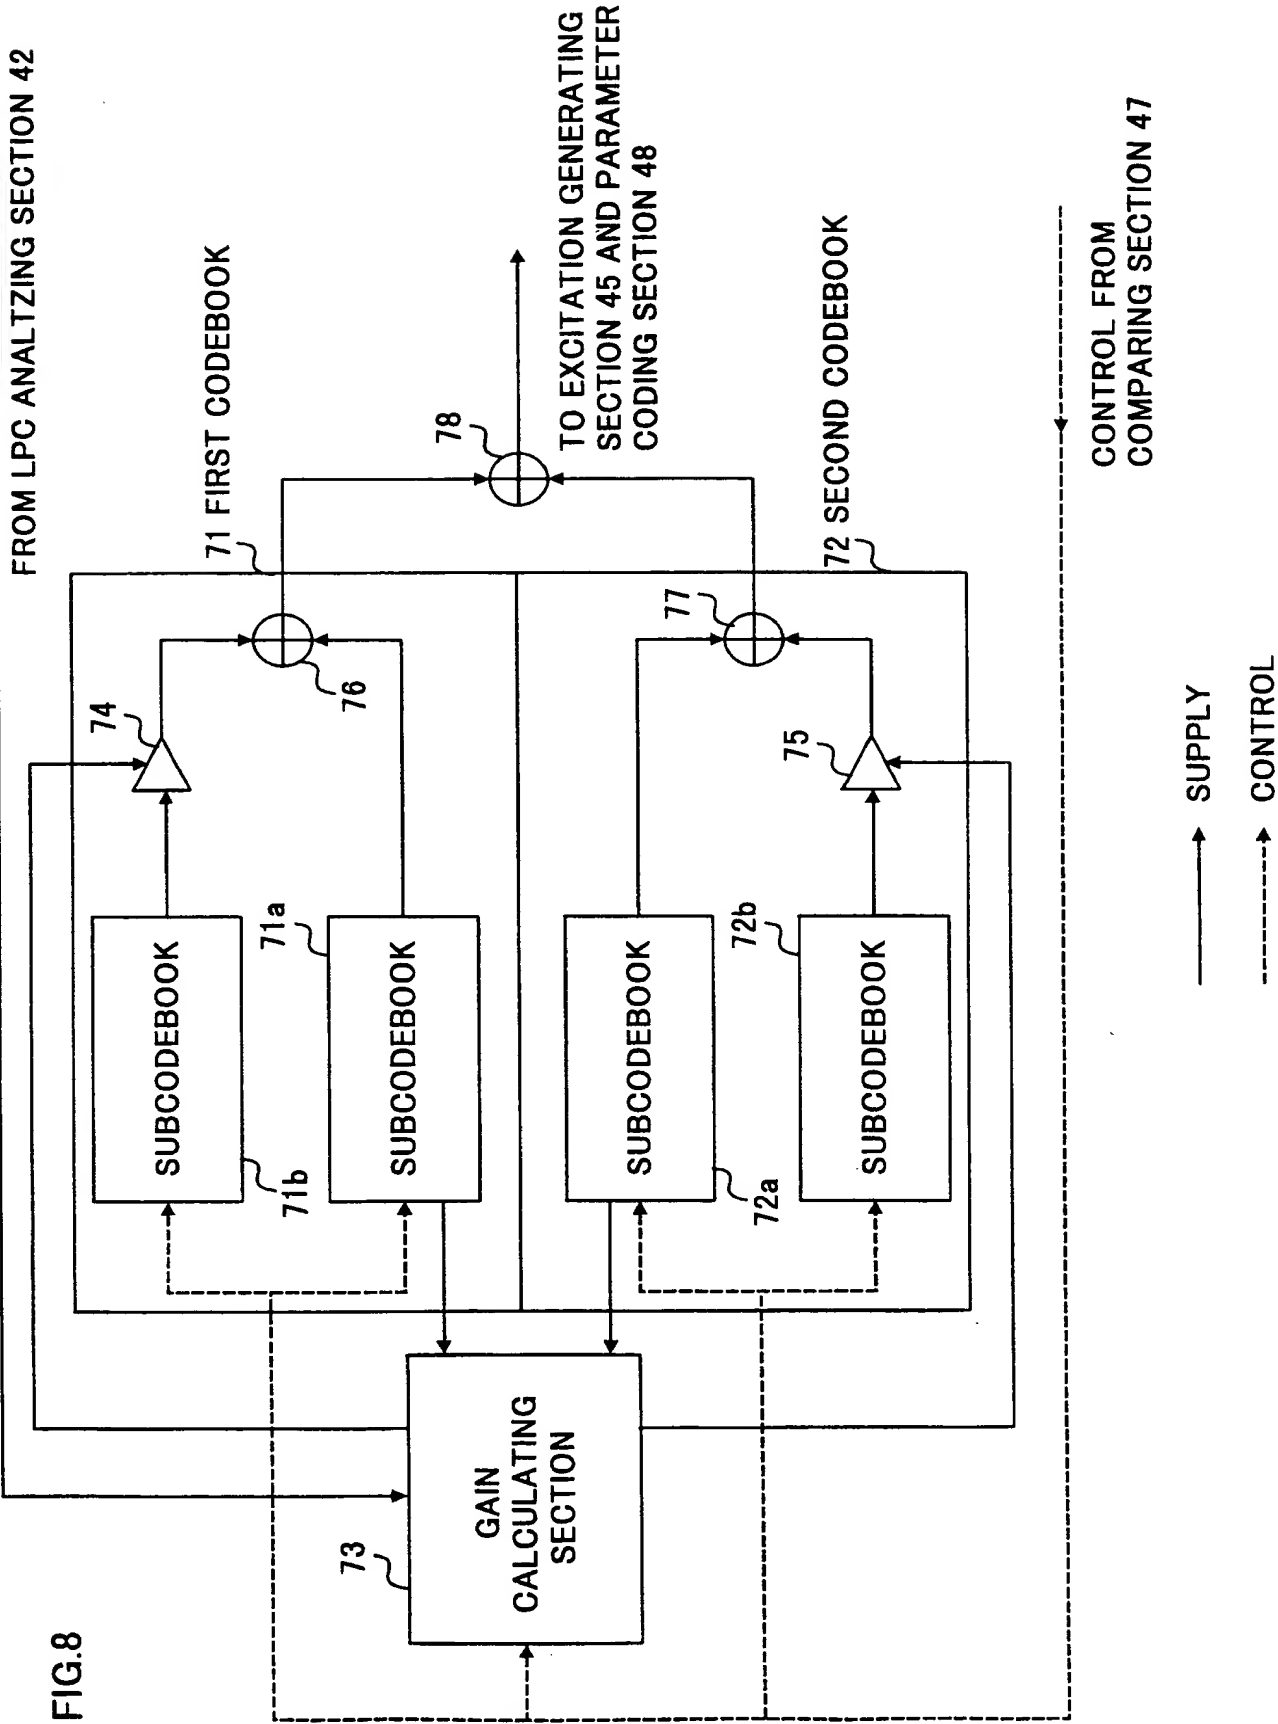 FIG.8
FROM LPC ANALTZING SECTION 42
71 FIRST CODEBOOK
74
SUBCODEBOOK
71b
76
71a
SUBCODEBOOK
78
TO EXCITATION GENERATING
SECTION 45 AND PARAMETER
CODING SECTION 48
73
GAIN
CALCULATING
SECTION
SUBCODEBOOK
72a
77
72 SECOND CODEBOOK
75
72b
SUBCODEBOOK
CONTROL FROM
COMPARING SECTION 47
SUPPLY
CONTROL